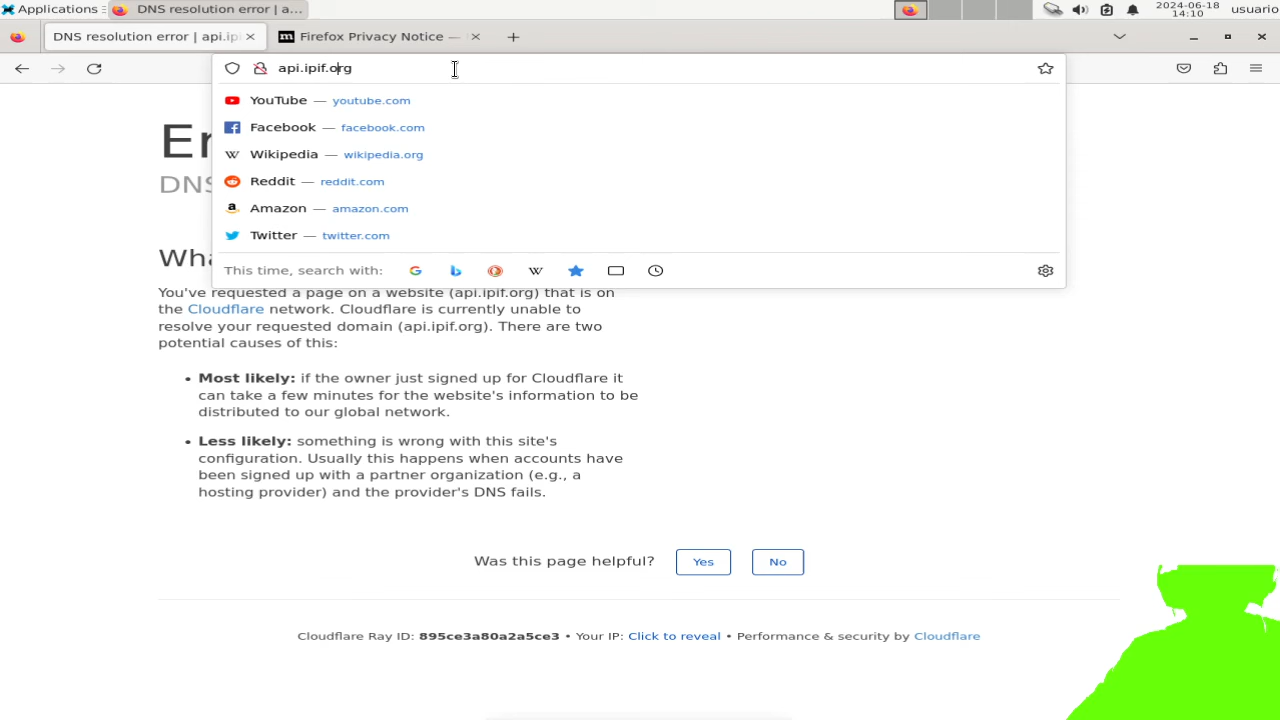 Applications
DNS resolution error | a...
2024-06-18
14:10
usuario
DNS resolution error | api.ipi
Firefox Privacy Notice —
api.ipif.org
YouTube — youtube.com
Facebook — facebook.com
Wikipedia — wikipedia.org
Reddit — reddit.com
Amazon — amazon.com
Twitter — twitter.com
This time, search with:
Er
DNS
Wha
You've requested a page on a website (api.ipif.org) that is on
the Cloudflare network. Cloudflare is currently unable to
resolve your requested domain (api.ipif.org). There are two
potential causes of this:
• Most likely: if the owner just signed up for Cloudflare it
can take a few minutes for the website's information to be
distributed to our global network.
• Less likely: something is wrong with this site's
configuration. Usually this happens when accounts have
been signed up with a partner organization (e.g., a
hosting provider) and the provider's DNS fails.
Was this page helpful? Yes No
Cloudflare Ray ID: 895ce3a80a2a5ce3 • Your IP: Click to reveal • Performance & security by Cloudflare